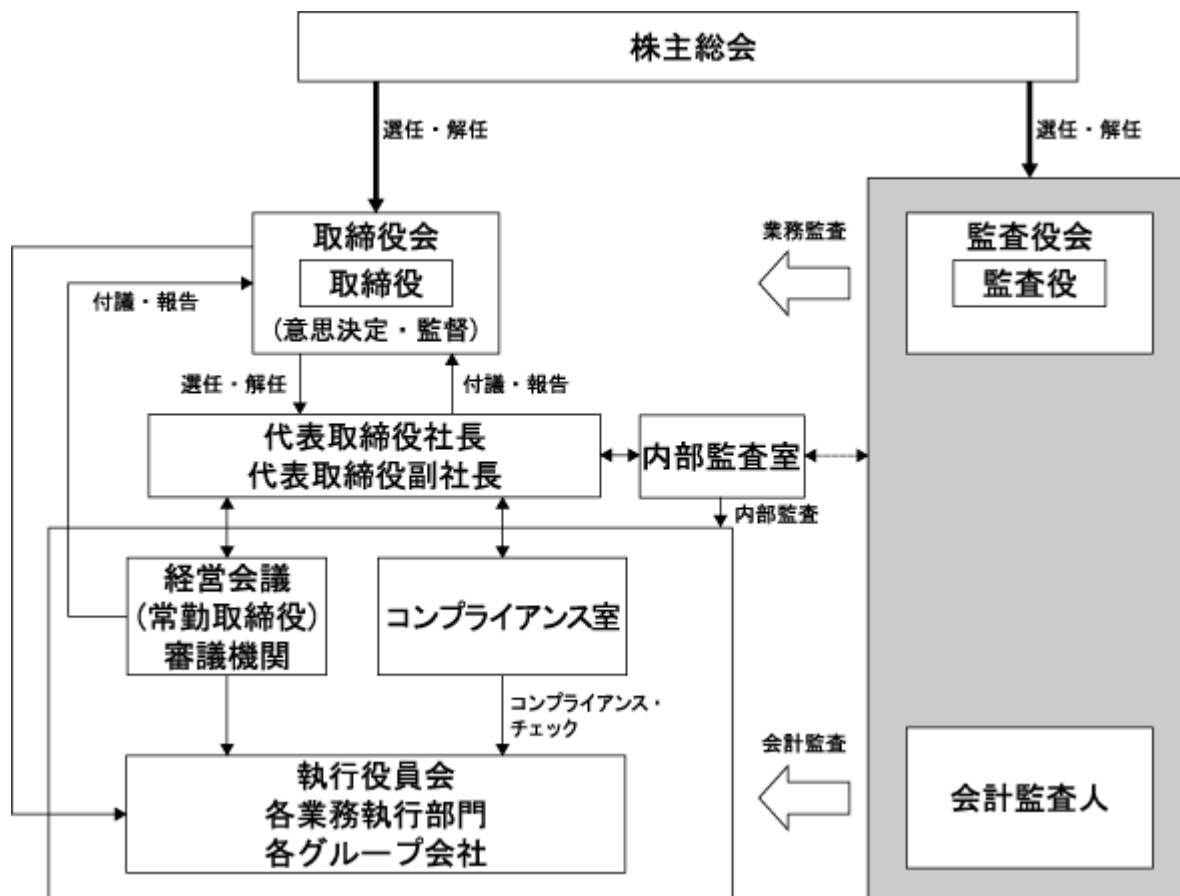 株主総会
選任・解任
選任・解任
取締役会
取締役
(意思決定・監督)
業務監査
監査役会
監査役
付議・報告
選任・解任
付議・報告
代表取締役社長
代表取締役副社長
内部監査室
内部監査
経営会議
(常勤取締役)
審議機関
コンプライアンス室
コンプライアンス・
チェック
執行役員会
各業務執行部門
各グループ会社
会計監査
会計監査人